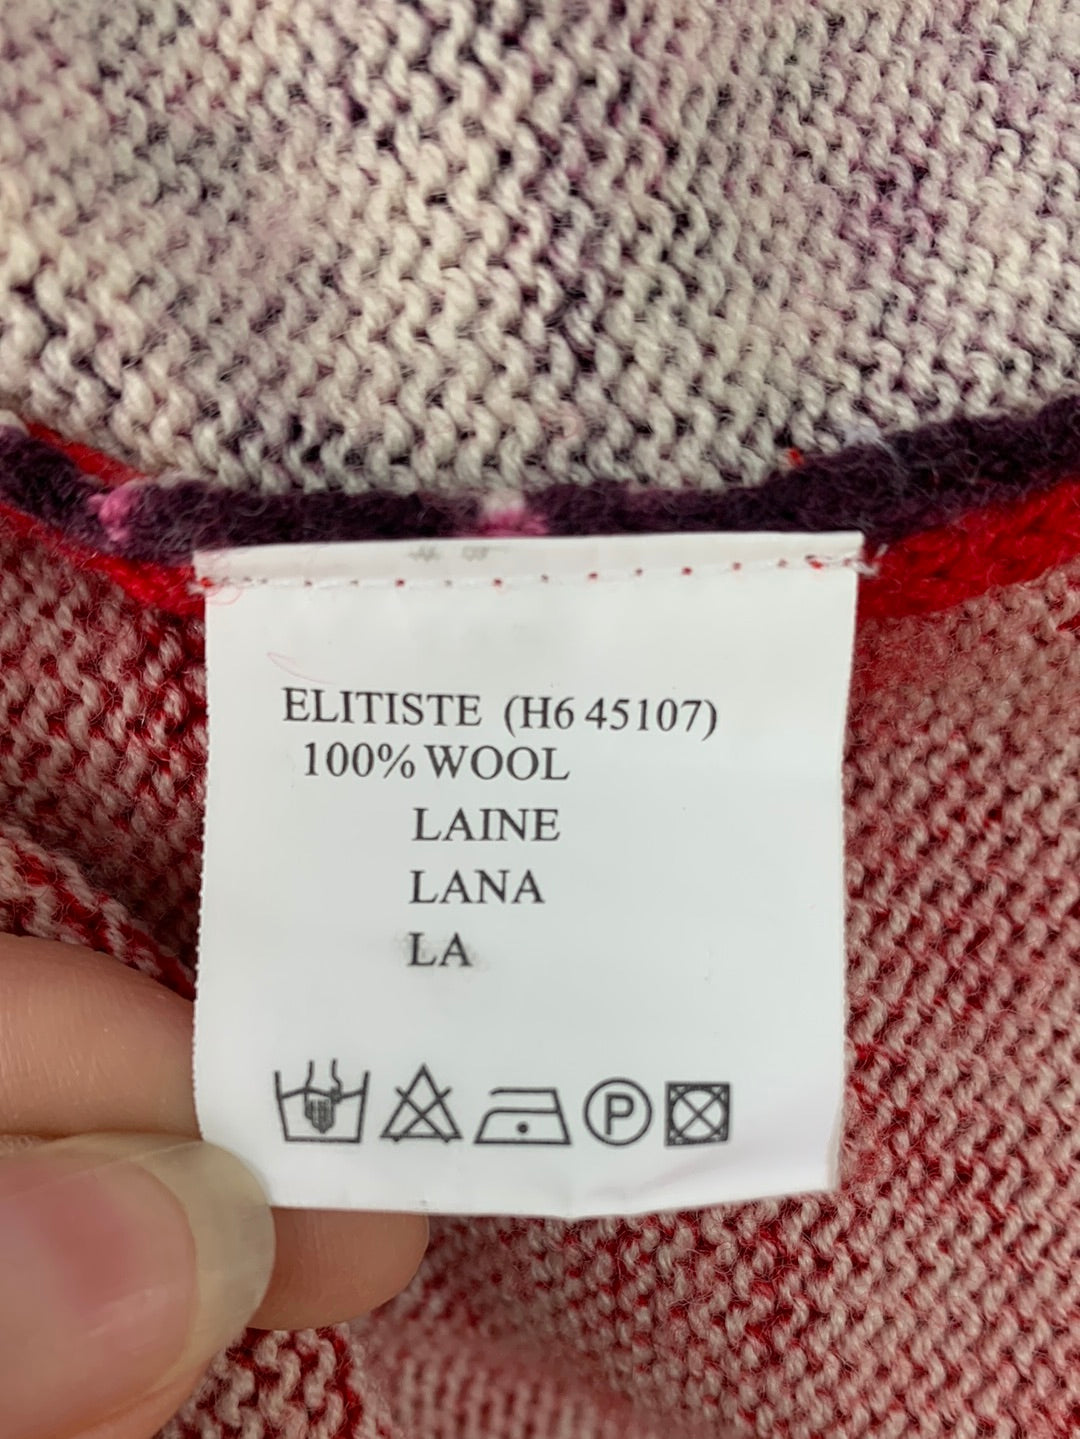 ELITISTE (H6 45107)
100% WOOL
LAINE
LANA
LA
P